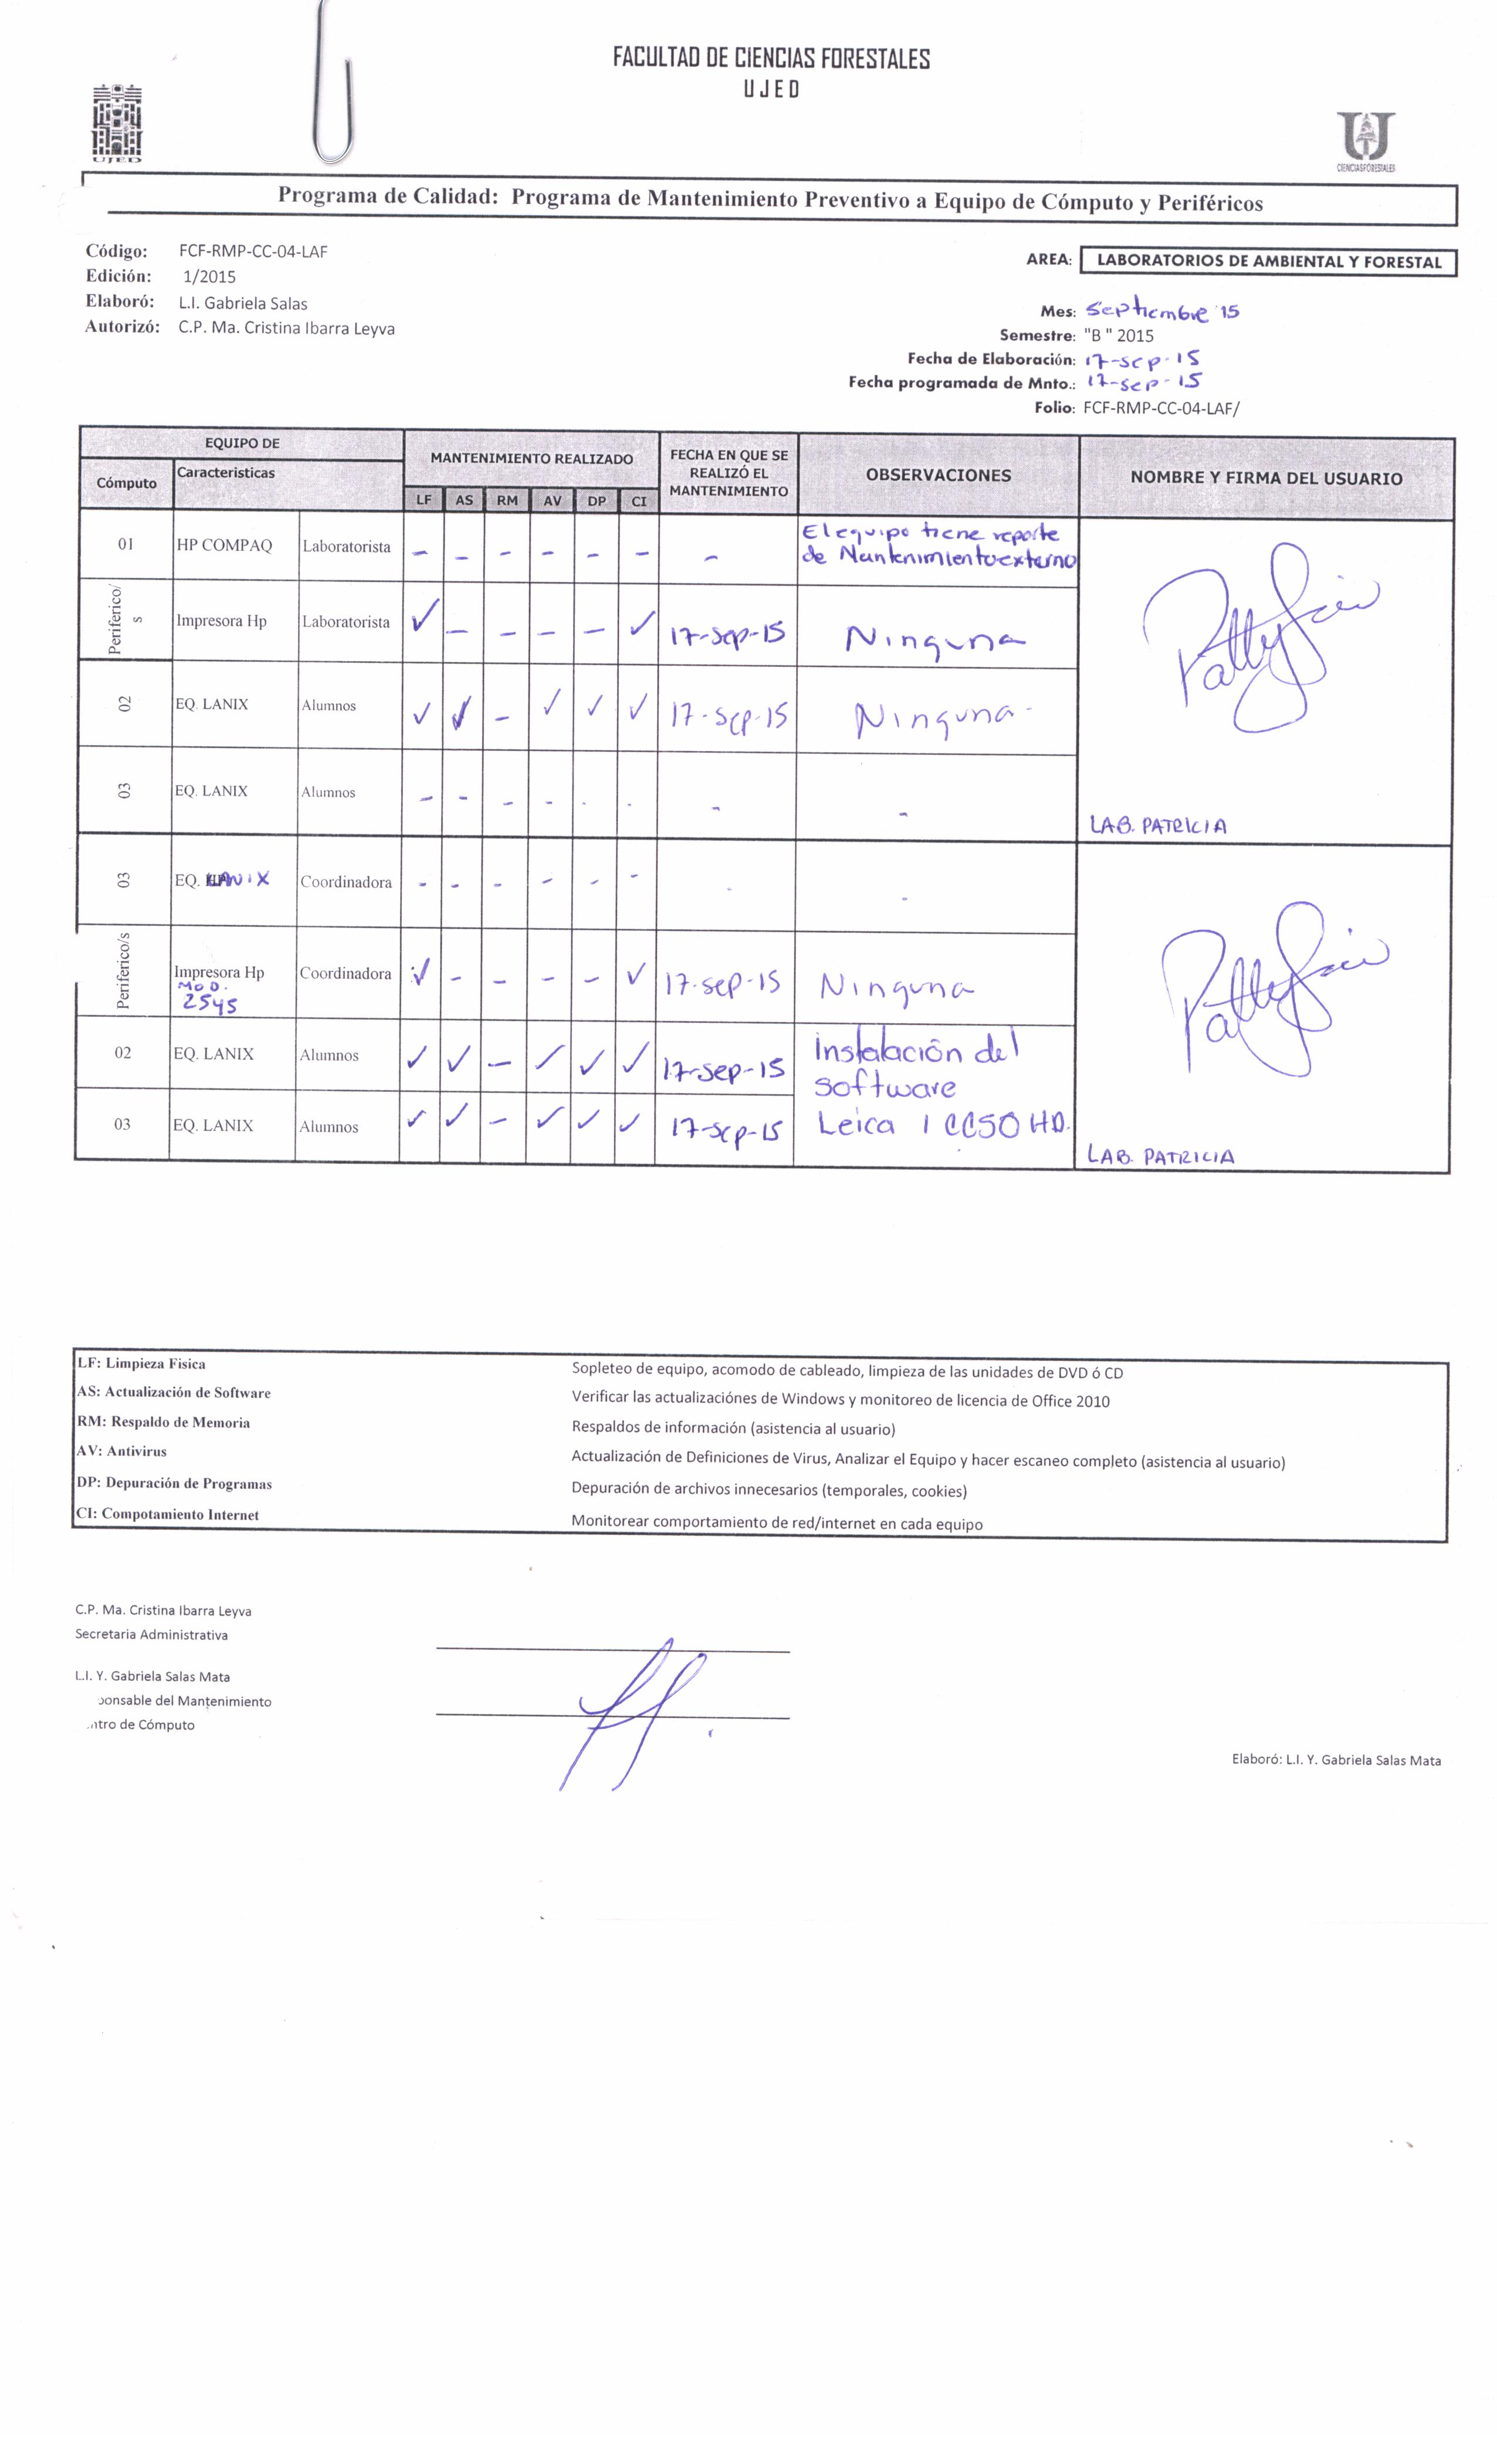 FACULTAD DE CIENCIAS FORESTALES
UJED
UJED
CIENCIAS FORESTALES
Programa de Calidad: Programa de Mantenimiento Preventivo a Equipo de Cómputo y Periféricos
Código: FCF-RMP-CC-04-LAF
Edición: 1/2015
Elaboró: L.I. Gabriela Salas
Autorizó: C.P. Ma. Cristina Ibarra Leyva
AREA: LABORATORIOS DE AMBIENTAL Y FORESTAL
Mes: Septiembre '15
Semestre: "B " 2015
Fecha de Elaboración: 17-sep-15
Fecha programada de Mnto.: 17-sep-15
Folio: FCF-RMP-CC-04-LAF/
EQUIPO DE
Cómputo Caracteristicas
MANTENIMIENTO REALIZADO
LF AS RM AV DP CI
FECHA EN QUE SE REALIZÓ EL MANTENIMIENTO
OBSERVACIONES
NOMBRE Y FIRMA DEL USUARIO
01 HP COMPAQ Laboratorista - - - - - - - El equipo tiene reporte
de Mantenimiento externo
Periferico/s Impresora Hp Laboratorista ✓ - - - - ✓ 17-sep-15 Ninguna
02 EQ. LANIX Alumnos ✓ ✓ - ✓ ✓ ✓ 17-sep-15 Ninguna-
03 EQ. LANIX Alumnos - - - - - - - -
LAB. PATRICIA
03 EQ. LANIX Coordinadora - - - - - - - -
Periferico/s Impresora Hp Coordinadora ✓ - - - - ✓ 17-sep-15 Ninguna
MOD.
2545
02 EQ. LANIX Alumnos ✓ ✓ - ✓ ✓ ✓ 17-sep-15 Instalación del
software
03 EQ. LANIX Alumnos ✓ ✓ - ✓ ✓ ✓ 17-sep-15 Leica 1 CC50 HD.
LAB. PATRICIA
LF: Limpieza Fisica Sopleteo de equipo, acomodo de cableado, limpieza de las unidades de DVD ó CD
AS: Actualización de Software Verificar las actualizaciónes de Windows y monitoreo de licencia de Office 2010
RM: Respaldo de Memoria Respaldos de información (asistencia al usuario)
AV: Antivirus Actualización de Definiciones de Virus, Analizar el Equipo y hacer escaneo completo (asistencia al usuario)
DP: Depuración de Programas Depuración de archivos innecesarios (temporales, cookies)
CI: Compotamiento Internet Monitorear comportamiento de red/internet en cada equipo
C.P. Ma. Cristina Ibarra Leyva
Secretaria Administrativa
L.I. Y. Gabriela Salas Mata
ponsable del Mantenimiento
ntro de Cómputo
Elaboró: L.I. Y. Gabriela Salas Mata